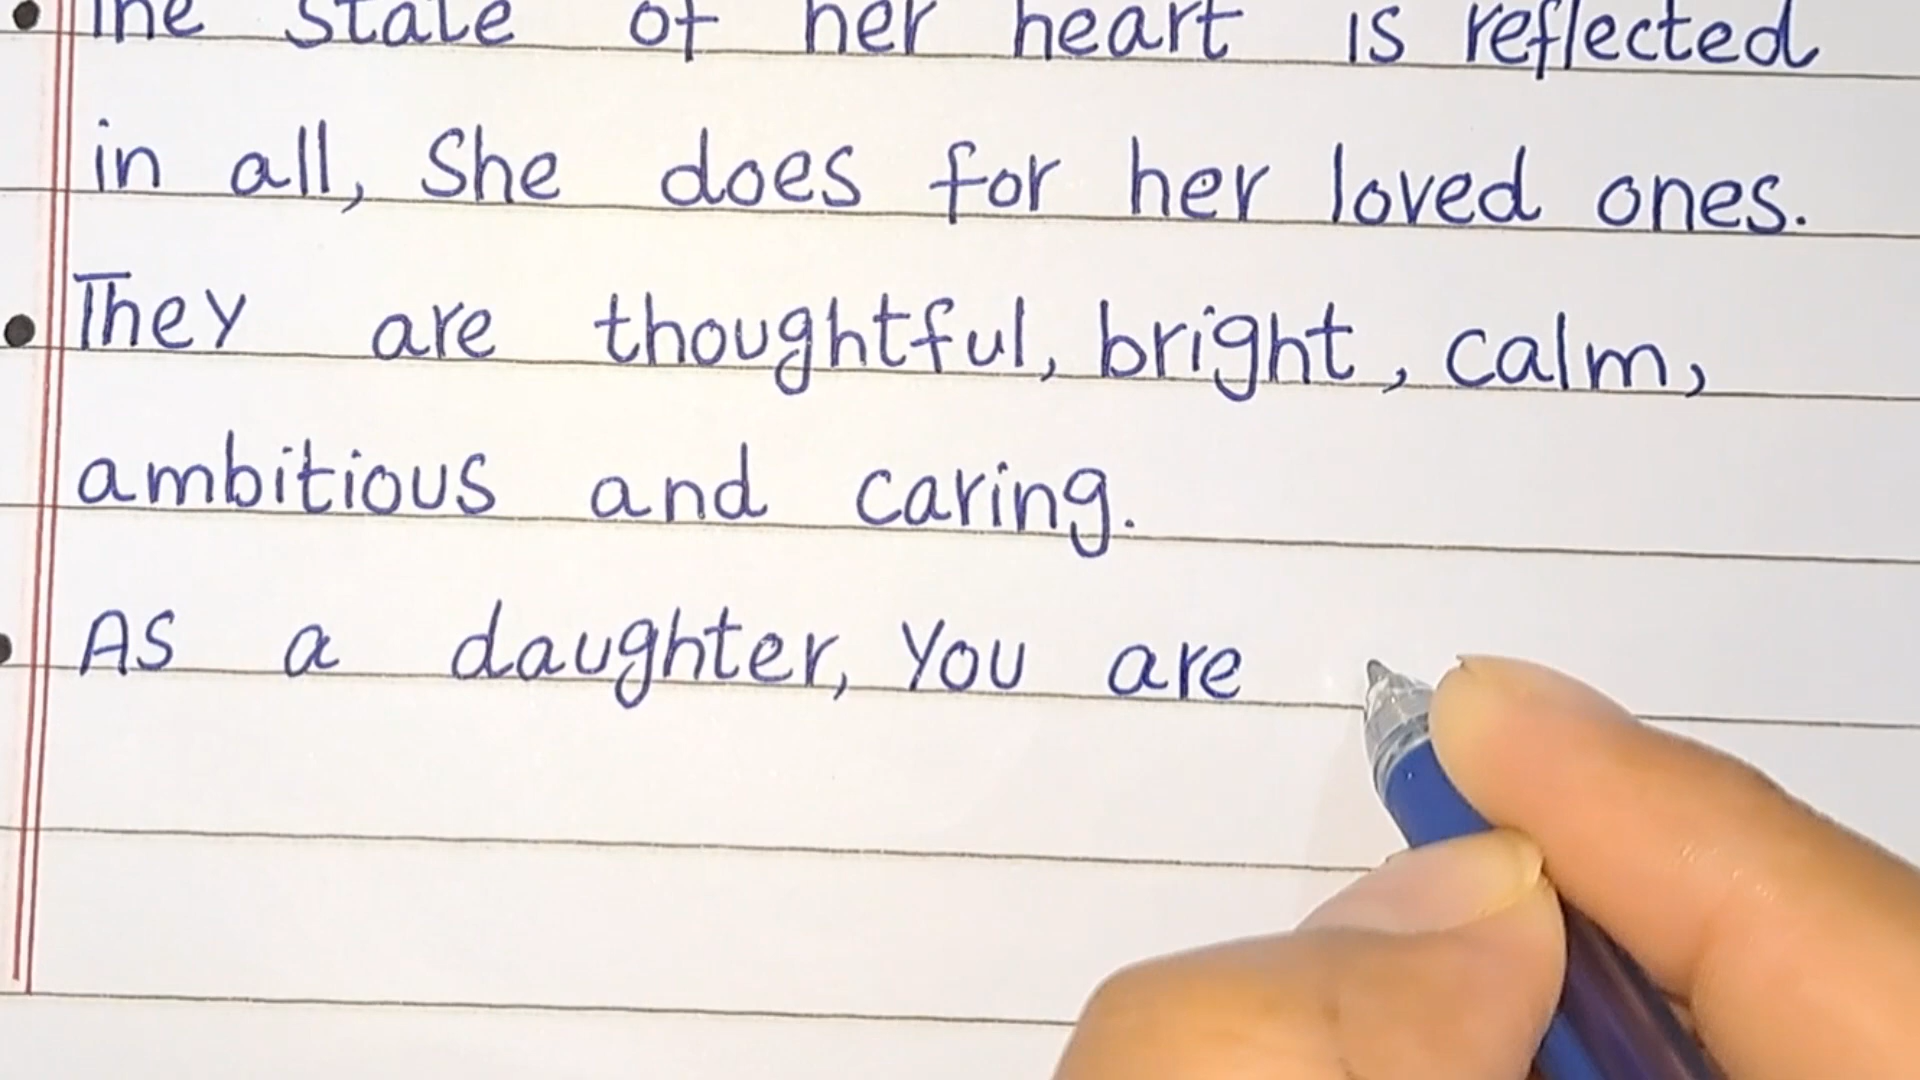 • The state of her heart is reflected
in all, She does for her loved ones.
• They are thoughtful, bright, calm,
ambitious and caring.
• As a daughter, You are